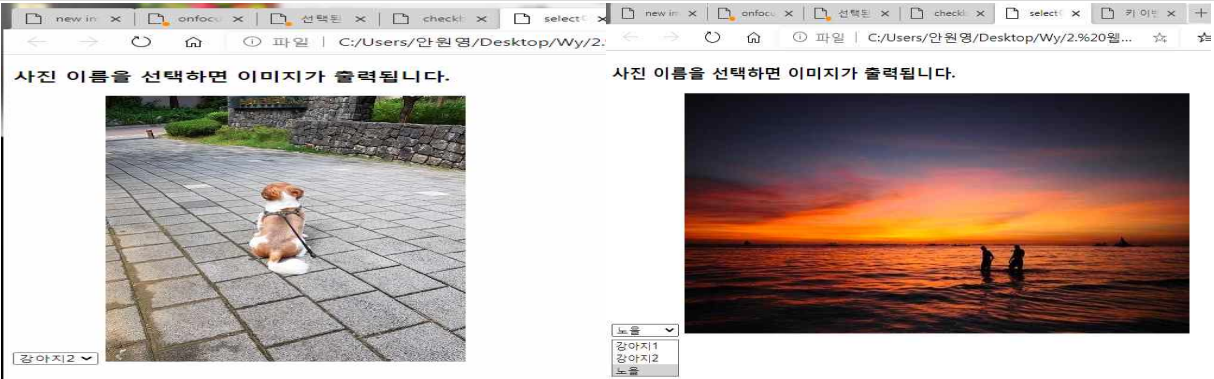 new in
onfocu
선택된
checkb
select
파일 | C:/Users/안원영/Desktop/Wy/2.
사진 이름을 선택하면 이미지가 출력됩니다.
강아지2
new in
onfocu
선택된
checkb
select
키 이벤
파일 | C:/Users/안원영/Desktop/Wy/2.%20웹...
사진 이름을 선택하면 이미지가 출력됩니다.
노을
강아지1
강아지2
노을